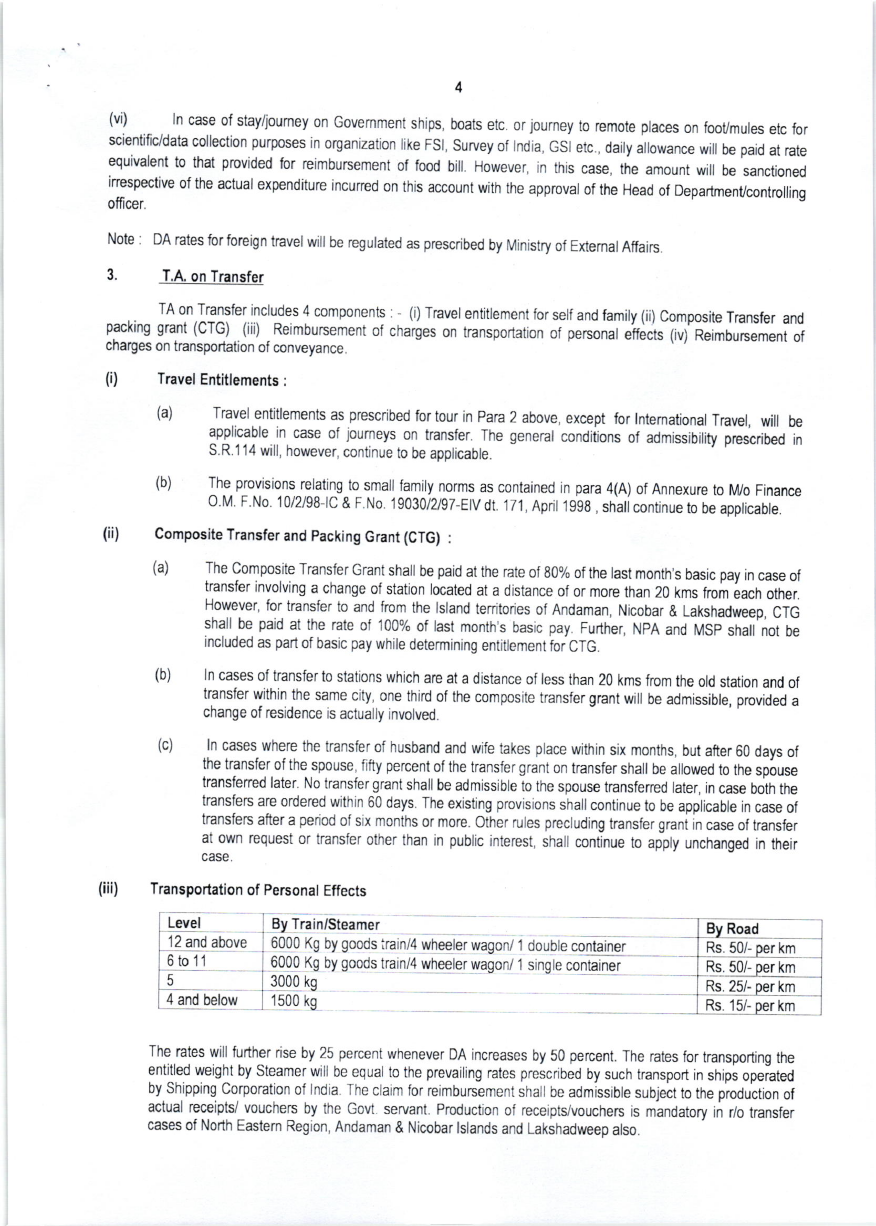 4
(vi) In case of stay/journey on Government ships, boats etc. or journey to remote places on foot/mules etc for
scientific/data collection purposes in organization like FSI, Survey of India, GSI etc., daily allowance will be paid at rate
equivalent to that provided for reimbursement of food bill. However, in this case, the amount will be sanctioned
irrespective of the actual expenditure incurred on this account with the approval of the Head of Department/controlling
officer.
Note : DA rates for foreign travel will be regulated as prescribed by Ministry of External Affairs.
3. T.A. on Transfer
TA on Transfer includes 4 components : - (i) Travel entitlement for self and family (ii) Composite Transfer and
packing grant (CTG) (iii) Reimbursement of charges on transportation of personal effects (iv) Reimbursement of
charges on transportation of conveyance.
(i) Travel Entitlements :
(a) Travel entitlements as prescribed for tour in Para 2 above, except for International Travel, will be
applicable in case of journeys on transfer. The general conditions of admissibility prescribed in
S.R.114 will, however, continue to be applicable.
(b) The provisions relating to small family norms as contained in para 4(A) of Annexure to M/o Finance
O.M. F.No. 10/2/98-IC & F.No. 19030/2/97-EIV dt. 171, April 1998 , shall continue to be applicable.
(ii) Composite Transfer and Packing Grant (CTG) :
(a) The Composite Transfer Grant shall be paid at the rate of 80% of the last month's basic pay in case of
transfer involving a change of station located at a distance of or more than 20 kms from each other.
However, for transfer to and from the Island territories of Andaman, Nicobar & Lakshadweep, CTG
shall be paid at the rate of 100% of last month's basic pay. Further, NPA and MSP shall not be
included as part of basic pay while determining entitlement for CTG.
(b) In cases of transfer to stations which are at a distance of less than 20 kms from the old station and of
transfer within the same city, one third of the composite transfer grant will be admissible, provided a
change of residence is actually involved.
(c) In cases where the transfer of husband and wife takes place within six months, but after 60 days of
the transfer of the spouse, fifty percent of the transfer grant on transfer shall be allowed to the spouse
transferred later. No transfer grant shall be admissible to the spouse transferred later, in case both the
transfers are ordered within 60 days. The existing provisions shall continue to be applicable in case of
transfers after a period of six months or more. Other rules precluding transfer grant in case of transfer
at own request or transfer other than in public interest, shall continue to apply unchanged in their
case.
(iii) Transportation of Personal Effects
Level By Train/Steamer By Road
12 and above 6000 Kg by goods train/4 wheeler wagon/ 1 double container Rs. 50/- per km
6 to 11 6000 Kg by goods train/4 wheeler wagon/ 1 single container Rs. 50/- per km
5 3000 kg Rs. 25/- per km
4 and below 1500 kg Rs. 15/- per km
The rates will further rise by 25 percent whenever DA increases by 50 percent. The rates for transporting the
entitled weight by Steamer will be equal to the prevailing rates prescribed by such transport in ships operated
by Shipping Corporation of India. The claim for reimbursement shall be admissible subject to the production of
actual receipts/ vouchers by the Govt. servant. Production of receipts/vouchers is mandatory in r/o transfer
cases of North Eastern Region, Andaman & Nicobar Islands and Lakshadweep also.